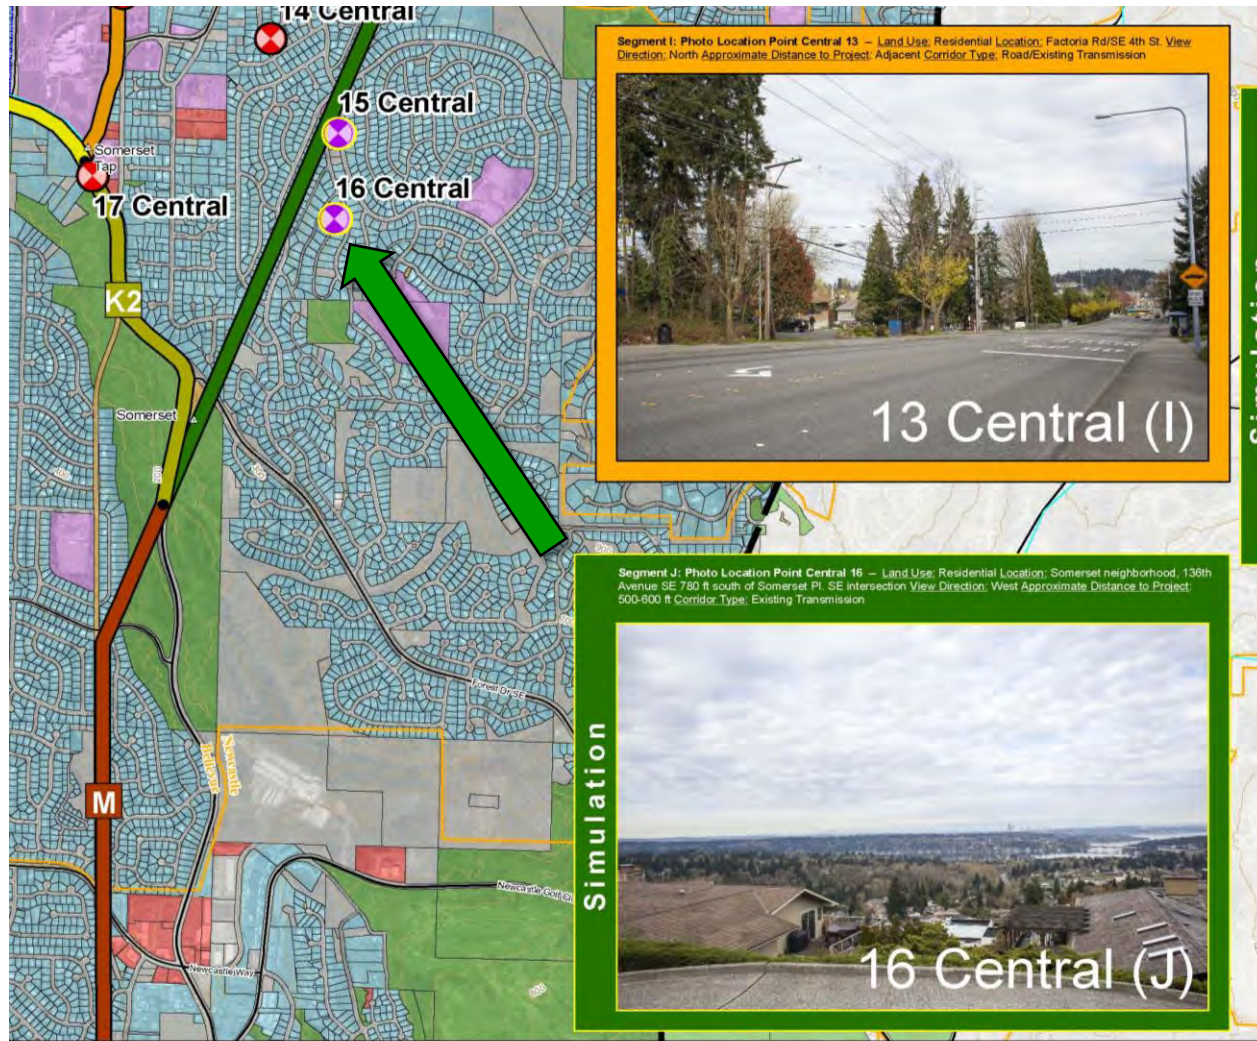 14 Central
15 Central
16 Central
Somerset
Tap
17 Central
K2
Somerset
Forest Dr SE
Newcastle
Bellevue
M
Newcastle Golf Cl
Newcastle Way
Segment I: Photo Location Point Central 13 – Land Use: Residential Location: Factoria Rd/SE 4th St. View
Direction: North Approximate Distance to Project: Adjacent Corridor Type: Road/Existing Transmission
13 Central (I)
Segment J: Photo Location Point Central 16 – Land Use: Residential Location: Somerset neighborhood, 136th
Avenue SE 780 ft south of Somerset Pl. SE intersection View Direction: West Approximate Distance to Project:
500-600 ft Corridor Type: Existing Transmission
Simulation
16 Central (J)